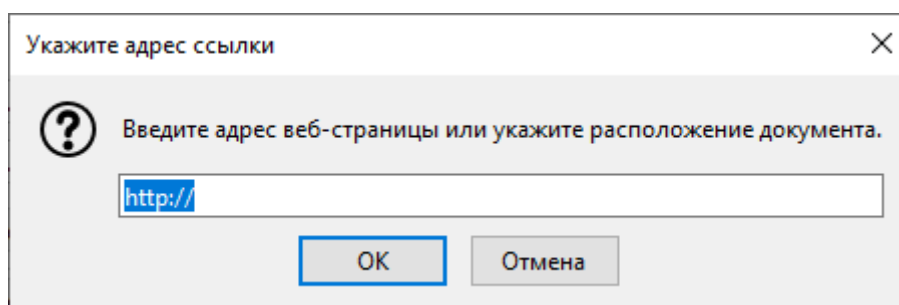 Укажите адрес ссылки
Введите адрес веб-страницы или укажите расположение документа.
http://
OK
Отмена